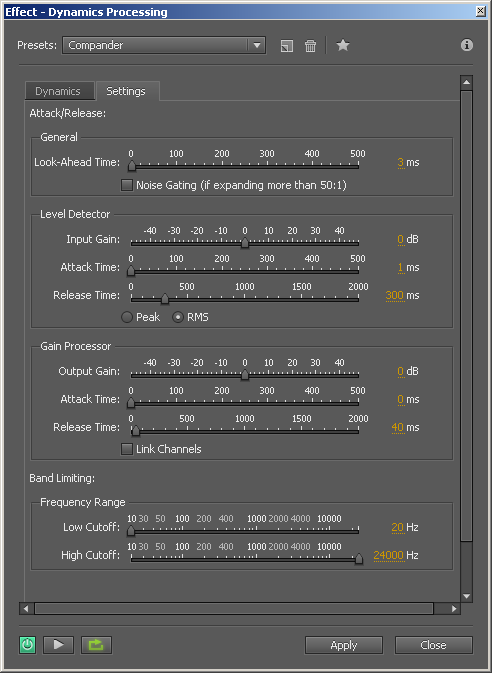 Effect - Dynamics Processing
Presets: Compander
Dynamics Settings
Attack/Release:
General
0 100 200 300 400 500
Look-Ahead Time: 3 ms
Noise Gating (if expanding more than 50:1)
Level Detector
-40 -30 -20 -10 0 10 20 30 40
Input Gain: 0 dB
0 100 200 300 400 500
Attack Time: 1 ms
0 500 1000 1500 2000
Release Time: 300 ms
Peak RMS
Gain Processor
-40 -30 -20 -10 0 10 20 30 40
Output Gain: 0 dB
0 100 200 300 400 500
Attack Time: 0 ms
0 500 1000 1500 2000
Release Time: 40 ms
Link Channels
Band Limiting:
Frequency Range
10 30 50 100 200 400 1000 2000 4000 10000
Low Cutoff: 20 Hz
10 30 50 100 200 400 1000 2000 4000 10000
High Cutoff: 24000 Hz
Apply Close